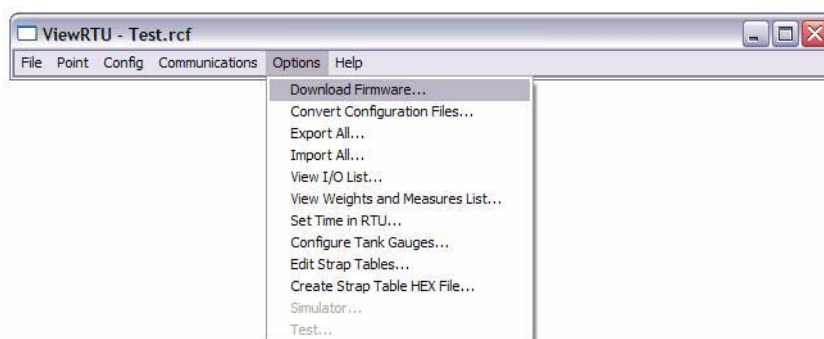 ViewRTU - Test.rcf
File Point Config Communications Options Help
Download Firmware...
Convert Configuration Files...
Export All...
Import All...
View I/O List...
View Weights and Measures List...
Set Time in RTU...
Configure Tank Gauges...
Edit Strap Tables...
Create Strap Table HEX File...
Simulator...
Test...